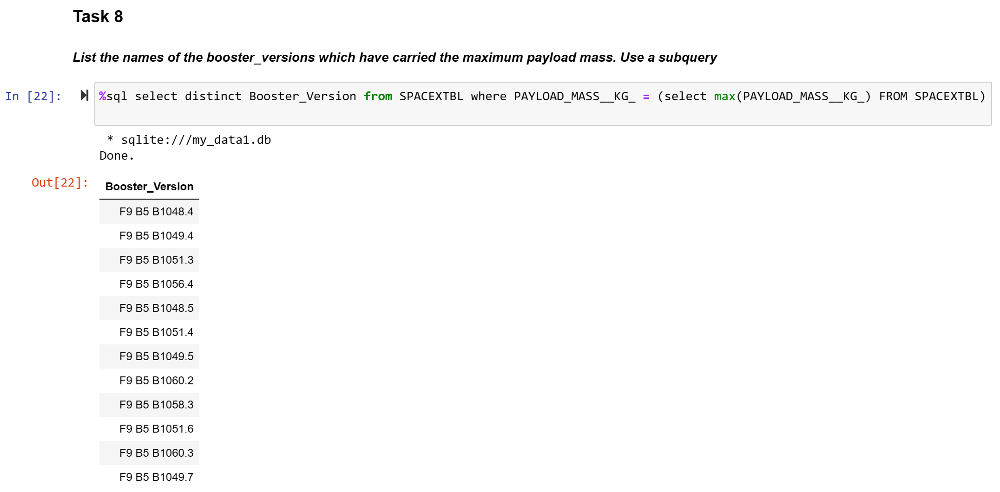 Task 8
List the names of the booster_versions which have carried the maximum payload mass. Use a subquery
In [22]: %sql select distinct Booster_Version from SPACEXTBL where PAYLOAD_MASS__KG_ = (select max(PAYLOAD_MASS__KG_) FROM SPACEXTBL)
* sqlite:///my_data1.db
Done.
Out[22]: Booster_Version
F9 B5 B1048.4
F9 B5 B1049.4
F9 B5 B1051.3
F9 B5 B1056.4
F9 B5 B1048.5
F9 B5 B1051.4
F9 B5 B1049.5
F9 B5 B1060.2
F9 B5 B1058.3
F9 B5 B1051.6
F9 B5 B1060.3
F9 B5 B1049.7